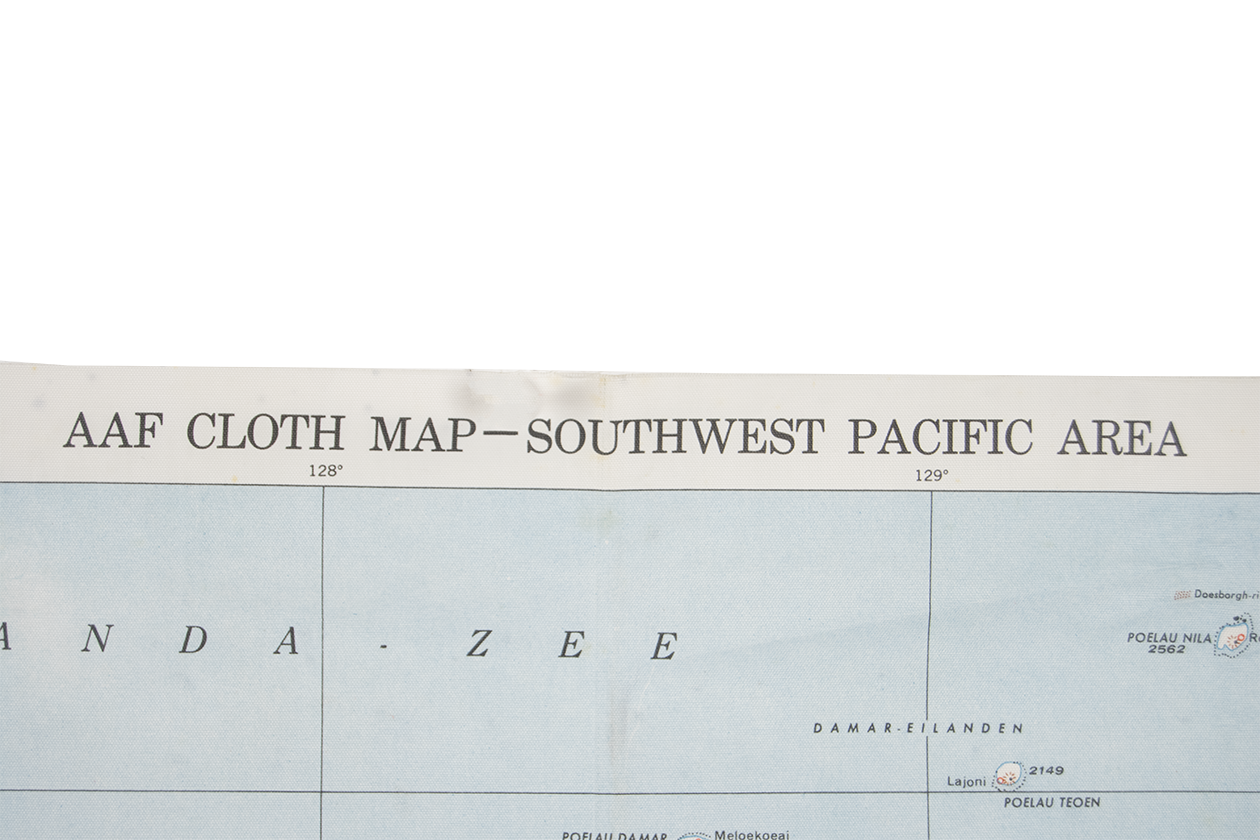 AAF CLOTH MAP—SOUTHWEST PACIFIC AREA
128° 129°
Doesborgh-ri
A N D A - Z E E
POELAU NILA
2562
DAMAR-EILANDEN
2149
Lajoni
POELAU TEOEN
POELAU DAMAR Meloekoeai